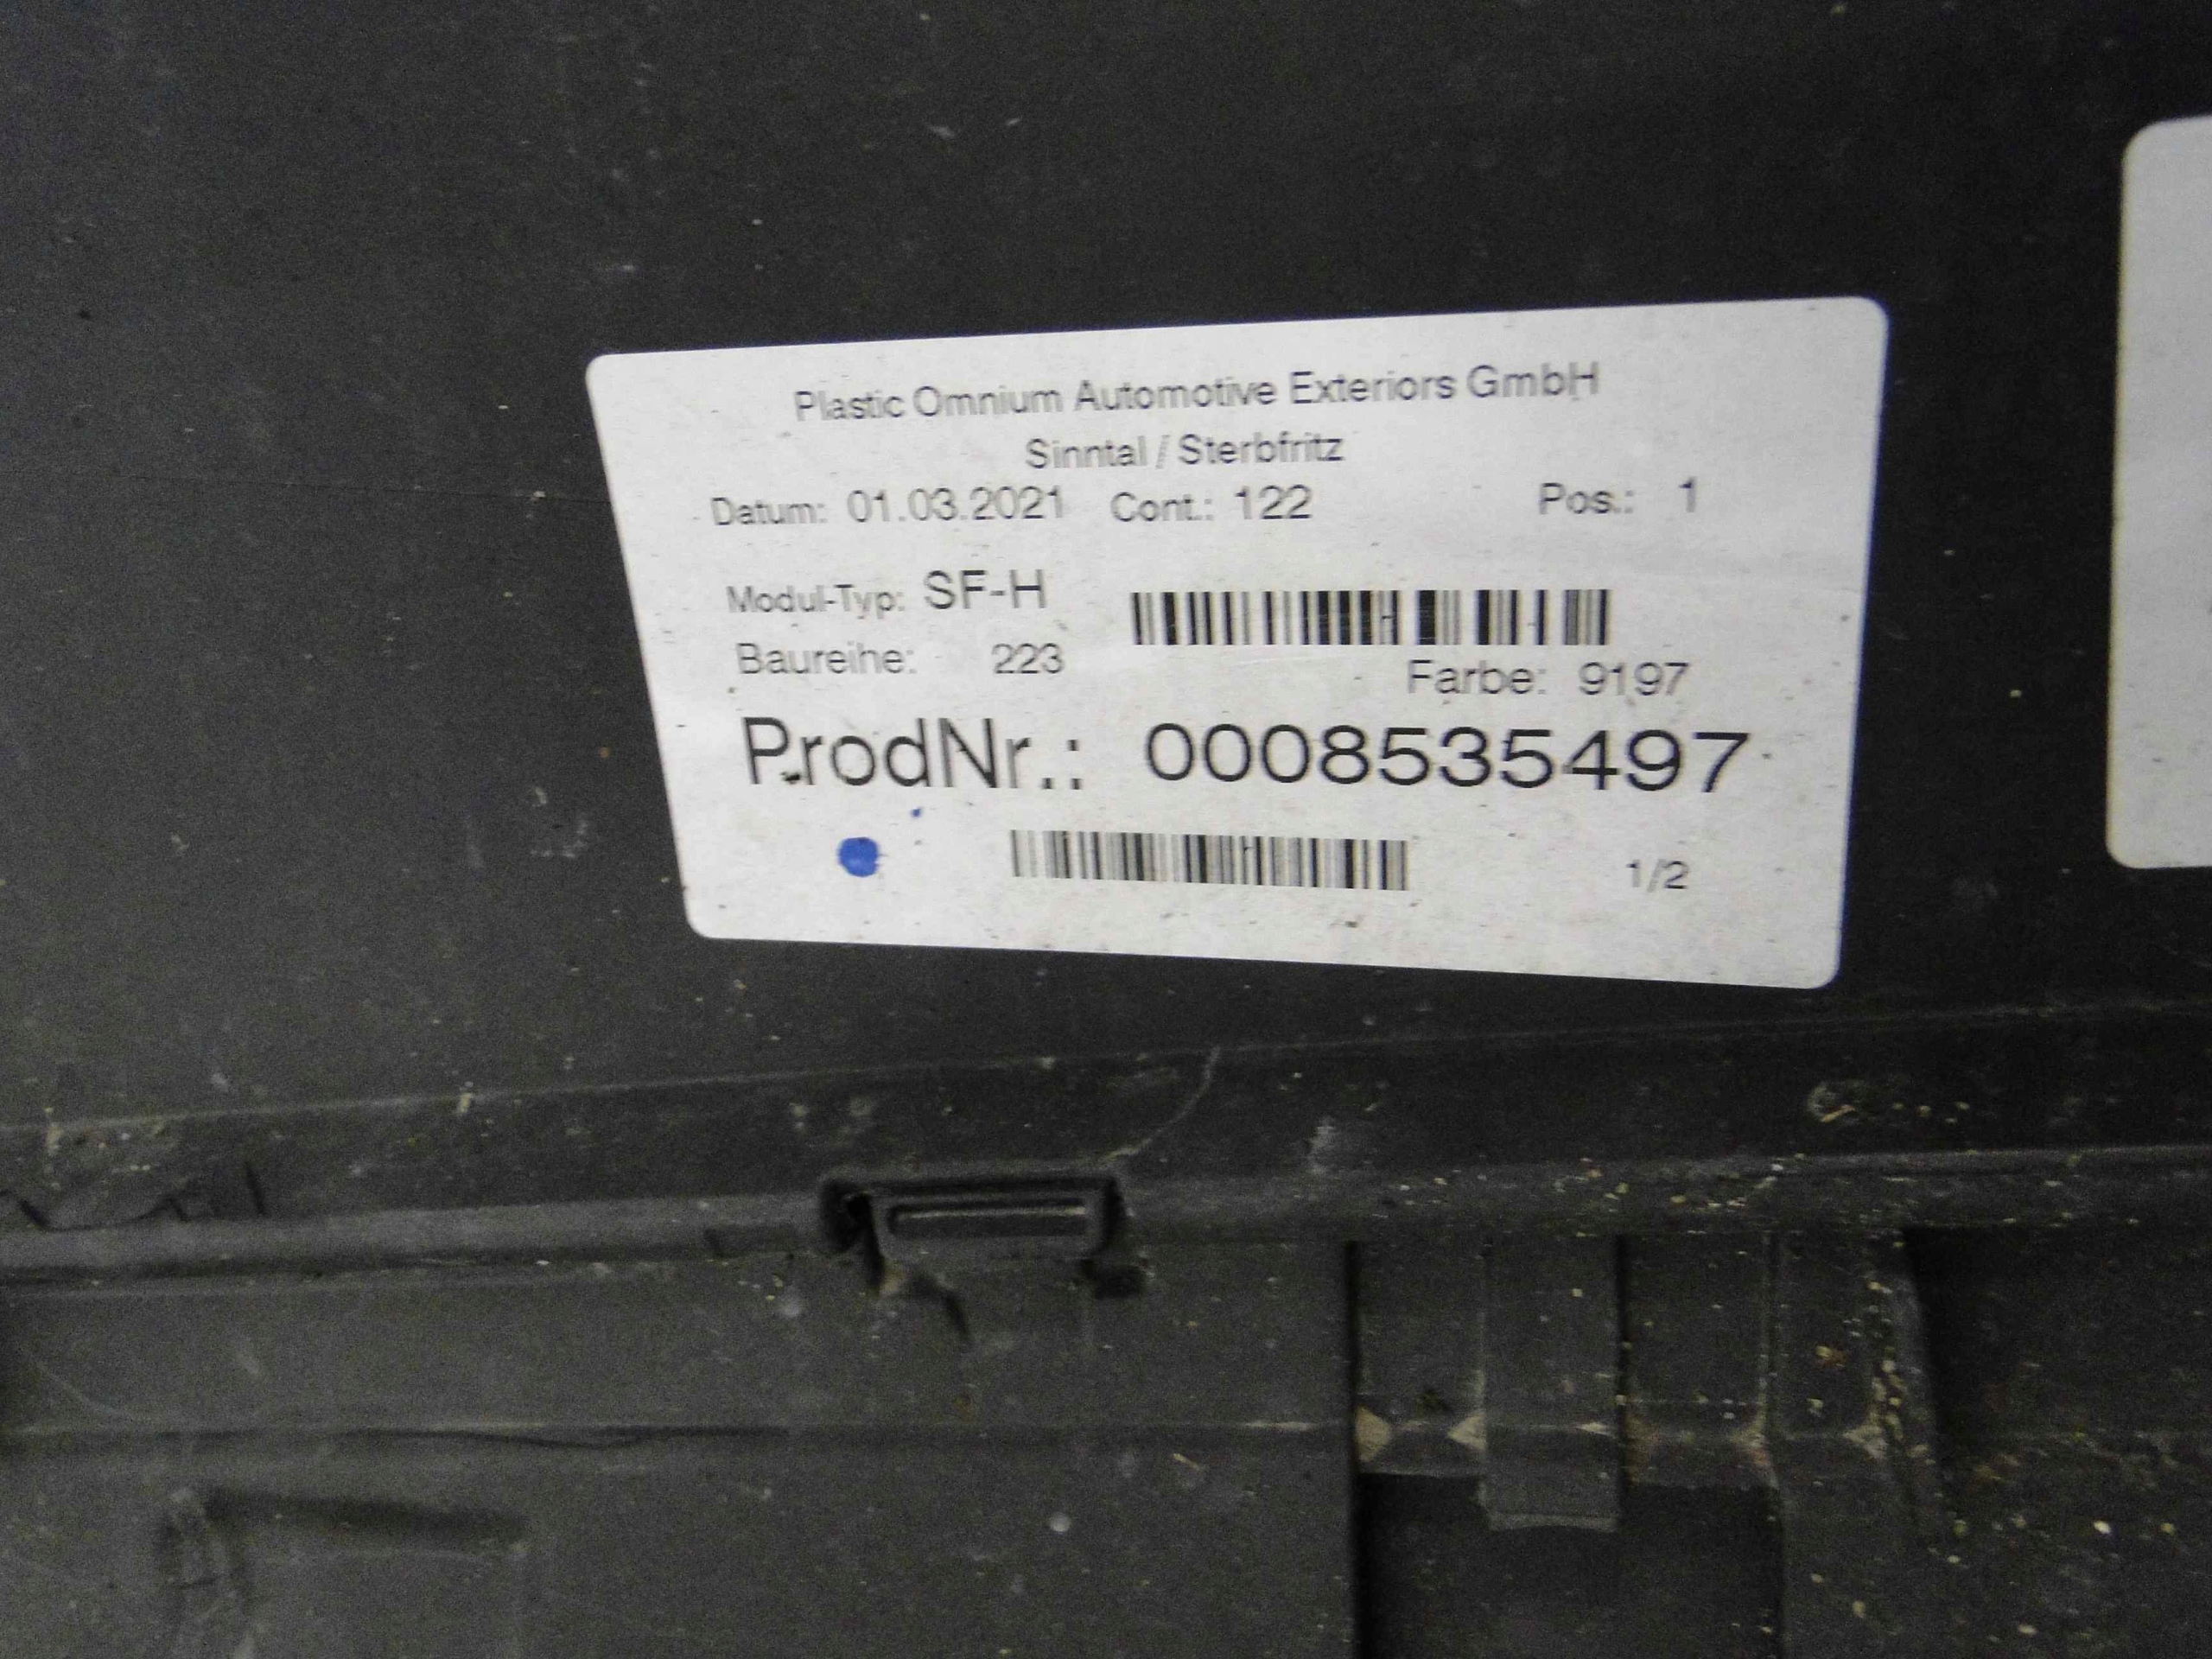 Plastic Omnium Automotive Exteriors GmbH
Sinntal / Sterbfritz
Datum: 01.03.2021 Cont.: 122 Pos.: 1
Modul-Typ: SF-H
Baureihe: 223
Farbe: 9197
ProdNr.: 0008535497
1/2